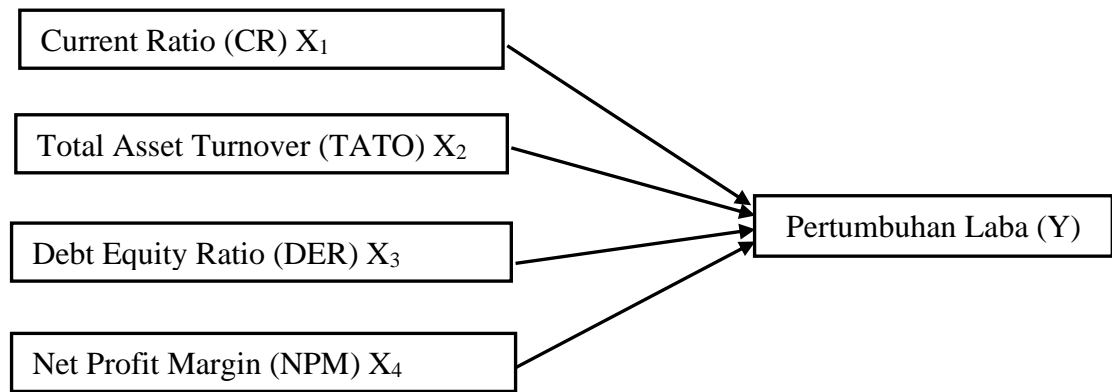 Current Ratio (CR) X₁
Total Asset Turnover (TATO) X₂
Pertumbuhan Laba (Y)
Debt Equity Ratio (DER) X₃
Net Profit Margin (NPM) X₄